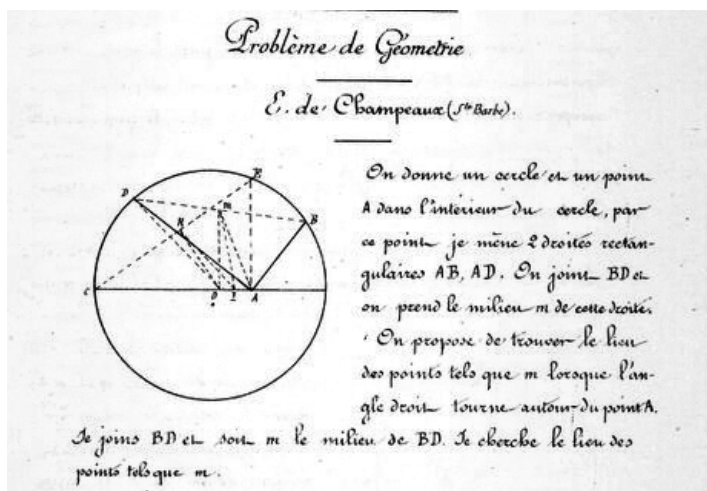 Problème de Géometrie
E. de Champeaux (Ste Barbe).
On donne un cercle et un point
A dans l'intérieur du cercle, par
ce point je mène 2 droites rectan-
gulaires AB, AD. On joint BD et
on prend le milieu m de cette droite.
On propose de trouver le lieu
des points tels que m lorsque l'an-
gle droit tourne autour du point A.
Je joins BD et soit m le milieu de BD. Je cherche le lieu des
points tels que m.
D
E
m
B
C
I
A